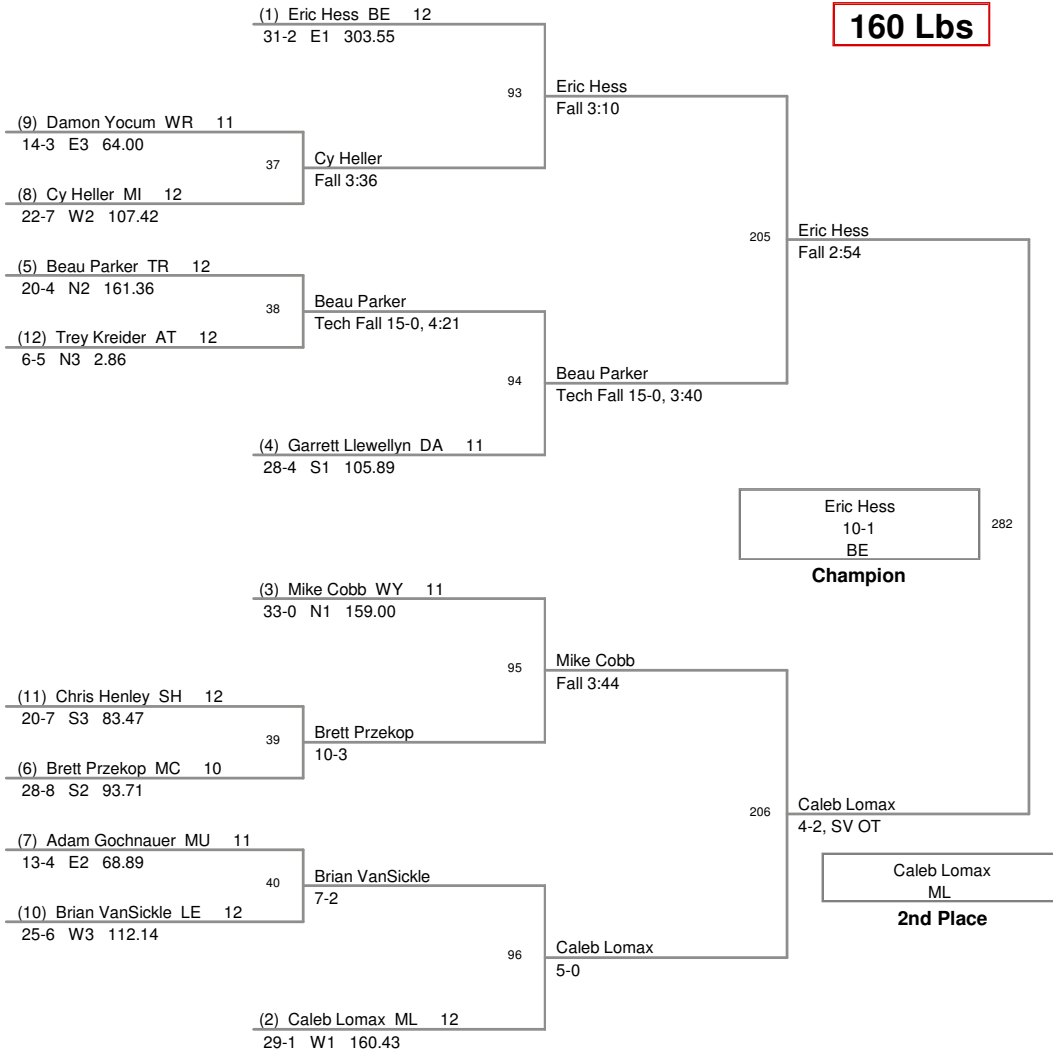 160 Lbs
(1) Eric Hess BE 12
31-2 E1 303.55
93
Eric Hess
Fall 3:10
(9) Damon Yocum WR 11
14-3 E3 64.00
37
Cy Heller
Fall 3:36
(8) Cy Heller MI 12
22-7 W2 107.42
205
Eric Hess
Fall 2:54
(5) Beau Parker TR 12
20-4 N2 161.36
38
Beau Parker
Tech Fall 15-0, 4:21
(12) Trey Kreider AT 12
6-5 N3 2.86
94
Beau Parker
Tech Fall 15-0, 3:40
(4) Garrett Llewellyn DA 11
28-4 S1 105.89
Eric Hess
10-1
BE
282
Champion
(3) Mike Cobb WY 11
33-0 N1 159.00
95
Mike Cobb
Fall 3:44
(11) Chris Henley SH 12
20-7 S3 83.47
39
Brett Przekop
10-3
(6) Brett Przekop MC 10
28-8 S2 93.71
206
Caleb Lomax
4-2, SV OT
(7) Adam Gochnauer MU 11
13-4 E2 68.89
40
Brian VanSickle
7-2
(10) Brian VanSickle LE 12
25-6 W3 112.14
Caleb Lomax
ML
2nd Place
96
Caleb Lomax
5-0
(2) Caleb Lomax ML 12
29-1 W1 160.43